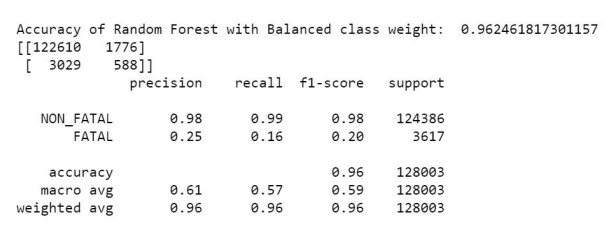 Accuracy of Random Forest with Balanced class weight:  0.962461817301157
[[122610   1776]
 [  3029    588]]
              precision    recall  f1-score   support

   NON_FATAL       0.98      0.99      0.98    124386
       FATAL       0.25      0.16      0.20      3617

    accuracy                           0.96    128003
   macro avg       0.61      0.57      0.59    128003
weighted avg       0.96      0.96      0.96    128003